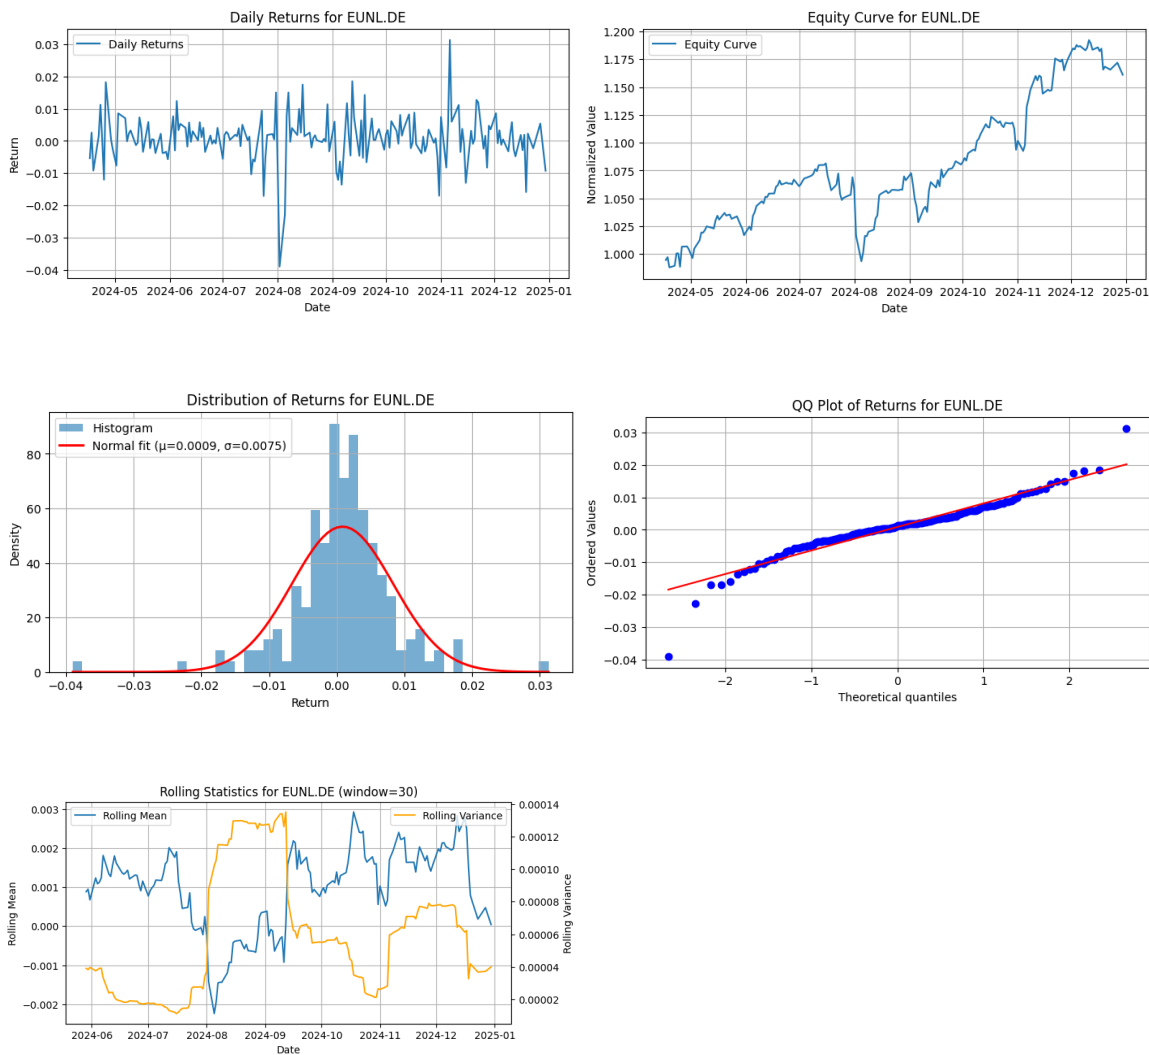 Daily Returns for EUNL.DE
Daily Returns
0.03
0.02
0.01
0.00
−0.01
−0.02
−0.03
−0.04
Return
2024-05 2024-06 2024-07 2024-08 2024-09 2024-10 2024-11 2024-12 2025-01
Date
Equity Curve for EUNL.DE
Equity Curve
1.200
1.175
1.150
1.125
1.100
1.075
1.050
1.025
1.000
Normalized Value
2024-05 2024-06 2024-07 2024-08 2024-09 2024-10 2024-11 2024-12 2025-01
Date
Distribution of Returns for EUNL.DE
Histogram
Normal fit (μ=0.0009, σ=0.0075)
80
60
40
20
0
Density
−0.04 −0.03 −0.02 −0.01 0.00 0.01 0.02 0.03
Return
QQ Plot of Returns for EUNL.DE
0.03
0.02
0.01
0.00
−0.01
−0.02
−0.03
−0.04
Ordered Values
−2 −1 0 1 2
Theoretical quantiles
Rolling Statistics for EUNL.DE (window=30)
Rolling Mean
Rolling Variance
0.003
0.002
0.001
0.000
−0.001
−0.002
Rolling Mean
0.00014
0.00012
0.00010
0.00008
0.00006
0.00004
0.00002
Rolling Variance
2024-06 2024-07 2024-08 2024-09 2024-10 2024-11 2024-12 2025-01
Date